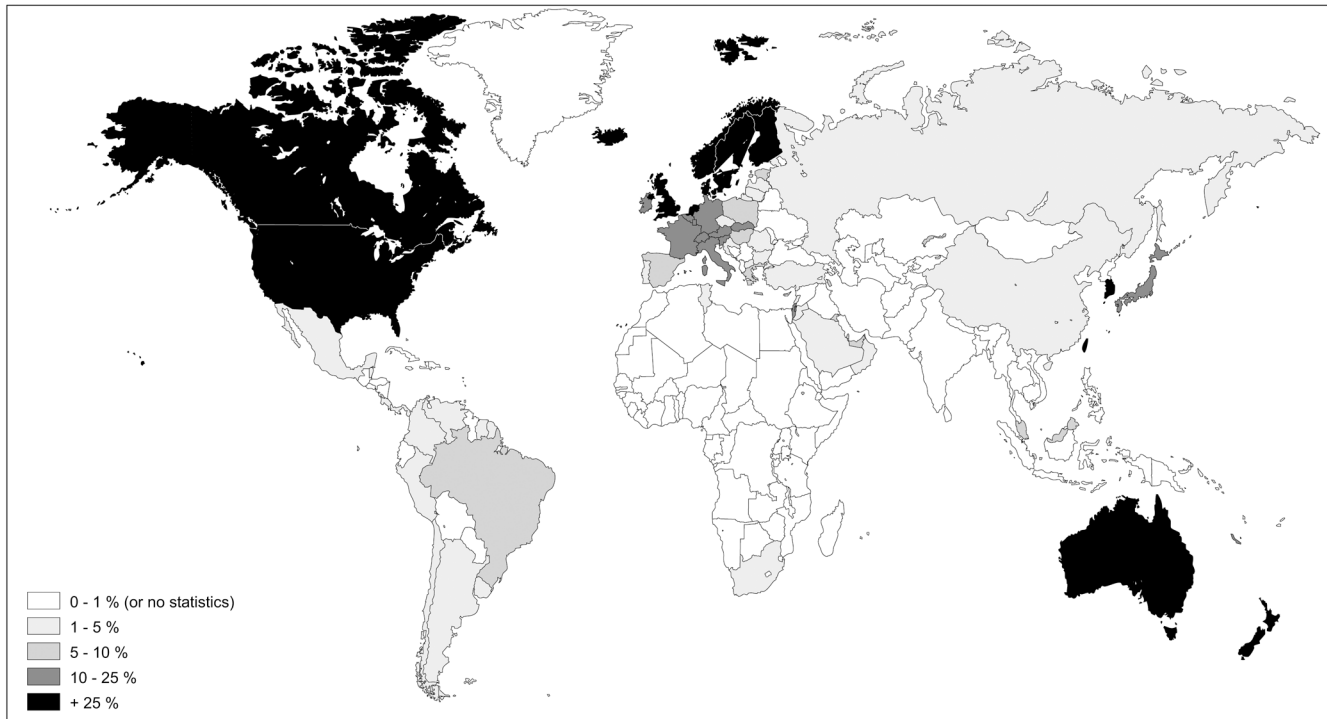 0 - 1 % (or no statistics)
1 - 5 %
5 - 10 %
10 - 25 %
+ 25 %